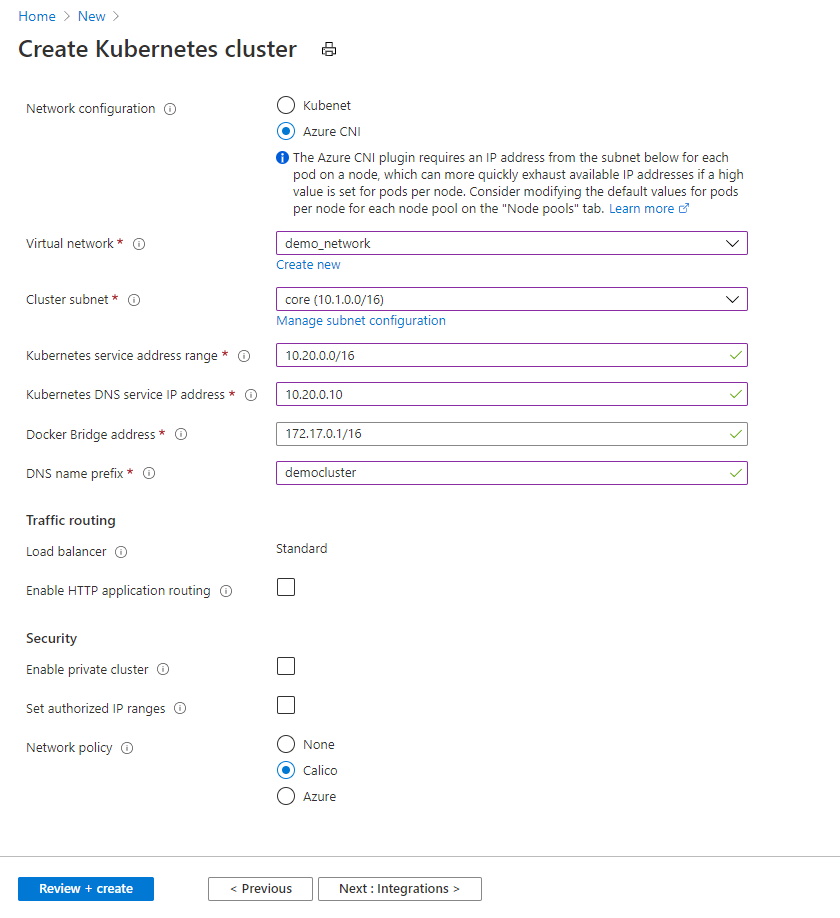 Home > New >
Create Kubernetes cluster
Network configuration
Kubenet
Azure CNI
The Azure CNI plugin requires an IP address from the subnet below for each
pod on a node, which can more quickly exhaust available IP addresses if a high
value is set for pods per node. Consider modifying the default values for pods
per node for each node pool on the "Node pools" tab. Learn more
Virtual network *
demo_network
Create new
Cluster subnet *
core (10.1.0.0/16)
Manage subnet configuration
Kubernetes service address range *
10.20.0.0/16
Kubernetes DNS service IP address *
10.20.0.10
Docker Bridge address *
172.17.0.1/16
DNS name prefix *
democluster
Traffic routing
Load balancer
Standard
Enable HTTP application routing
Security
Enable private cluster
Set authorized IP ranges
Network policy
None
Calico
Azure
Review + create
< Previous
Next : Integrations >